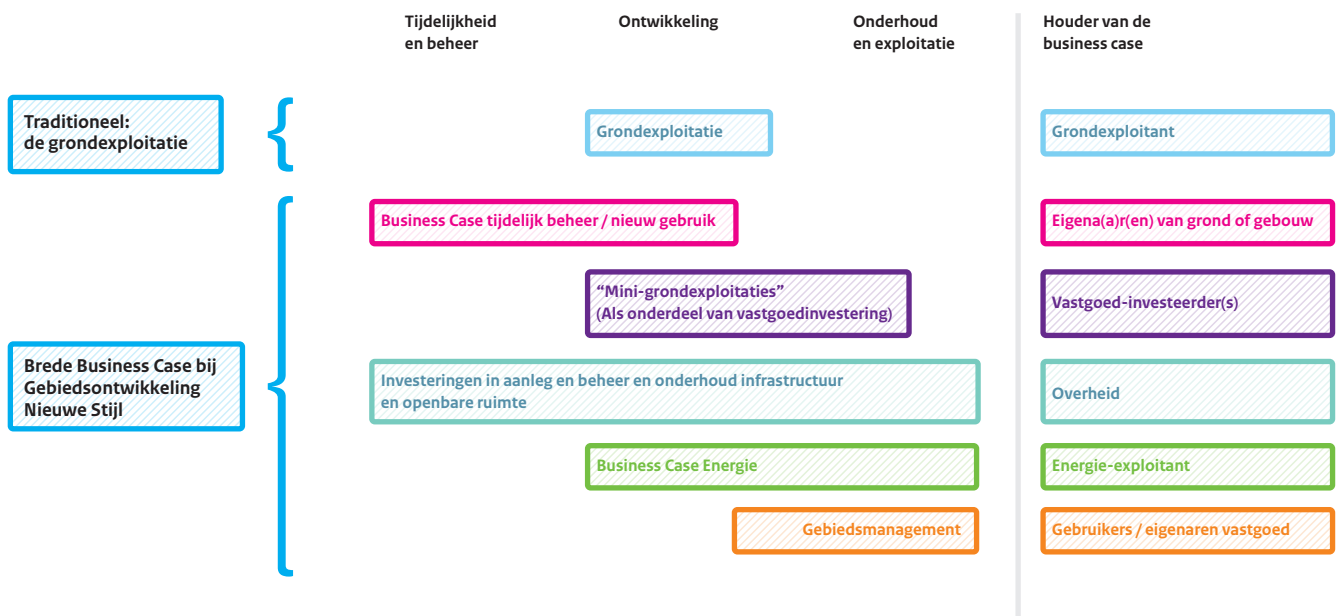 Tijdelijkheid
en beheer
Ontwikkeling
Onderhoud
en exploitatie
Houder van de
business case
Traditioneel:
de grondexploitatie
Grondexploitatie
Grondexploitant
Business Case tijdelijk beheer / nieuw gebruik
Eigena(a)r(en) van grond of gebouw
“Mini-grondexploitaties”
(Als onderdeel van vastgoedinvestering)
Vastgoed-investeerder(s)
Brede Business Case bij
Gebiedsontwikkeling
Nieuwe Stijl
Investeringen in aanleg en beheer en onderhoud infrastructuur
en openbare ruimte
Overheid
Business Case Energie
Energie-exploitant
Gebiedsmanagement
Gebruikers / eigenaren vastgoed